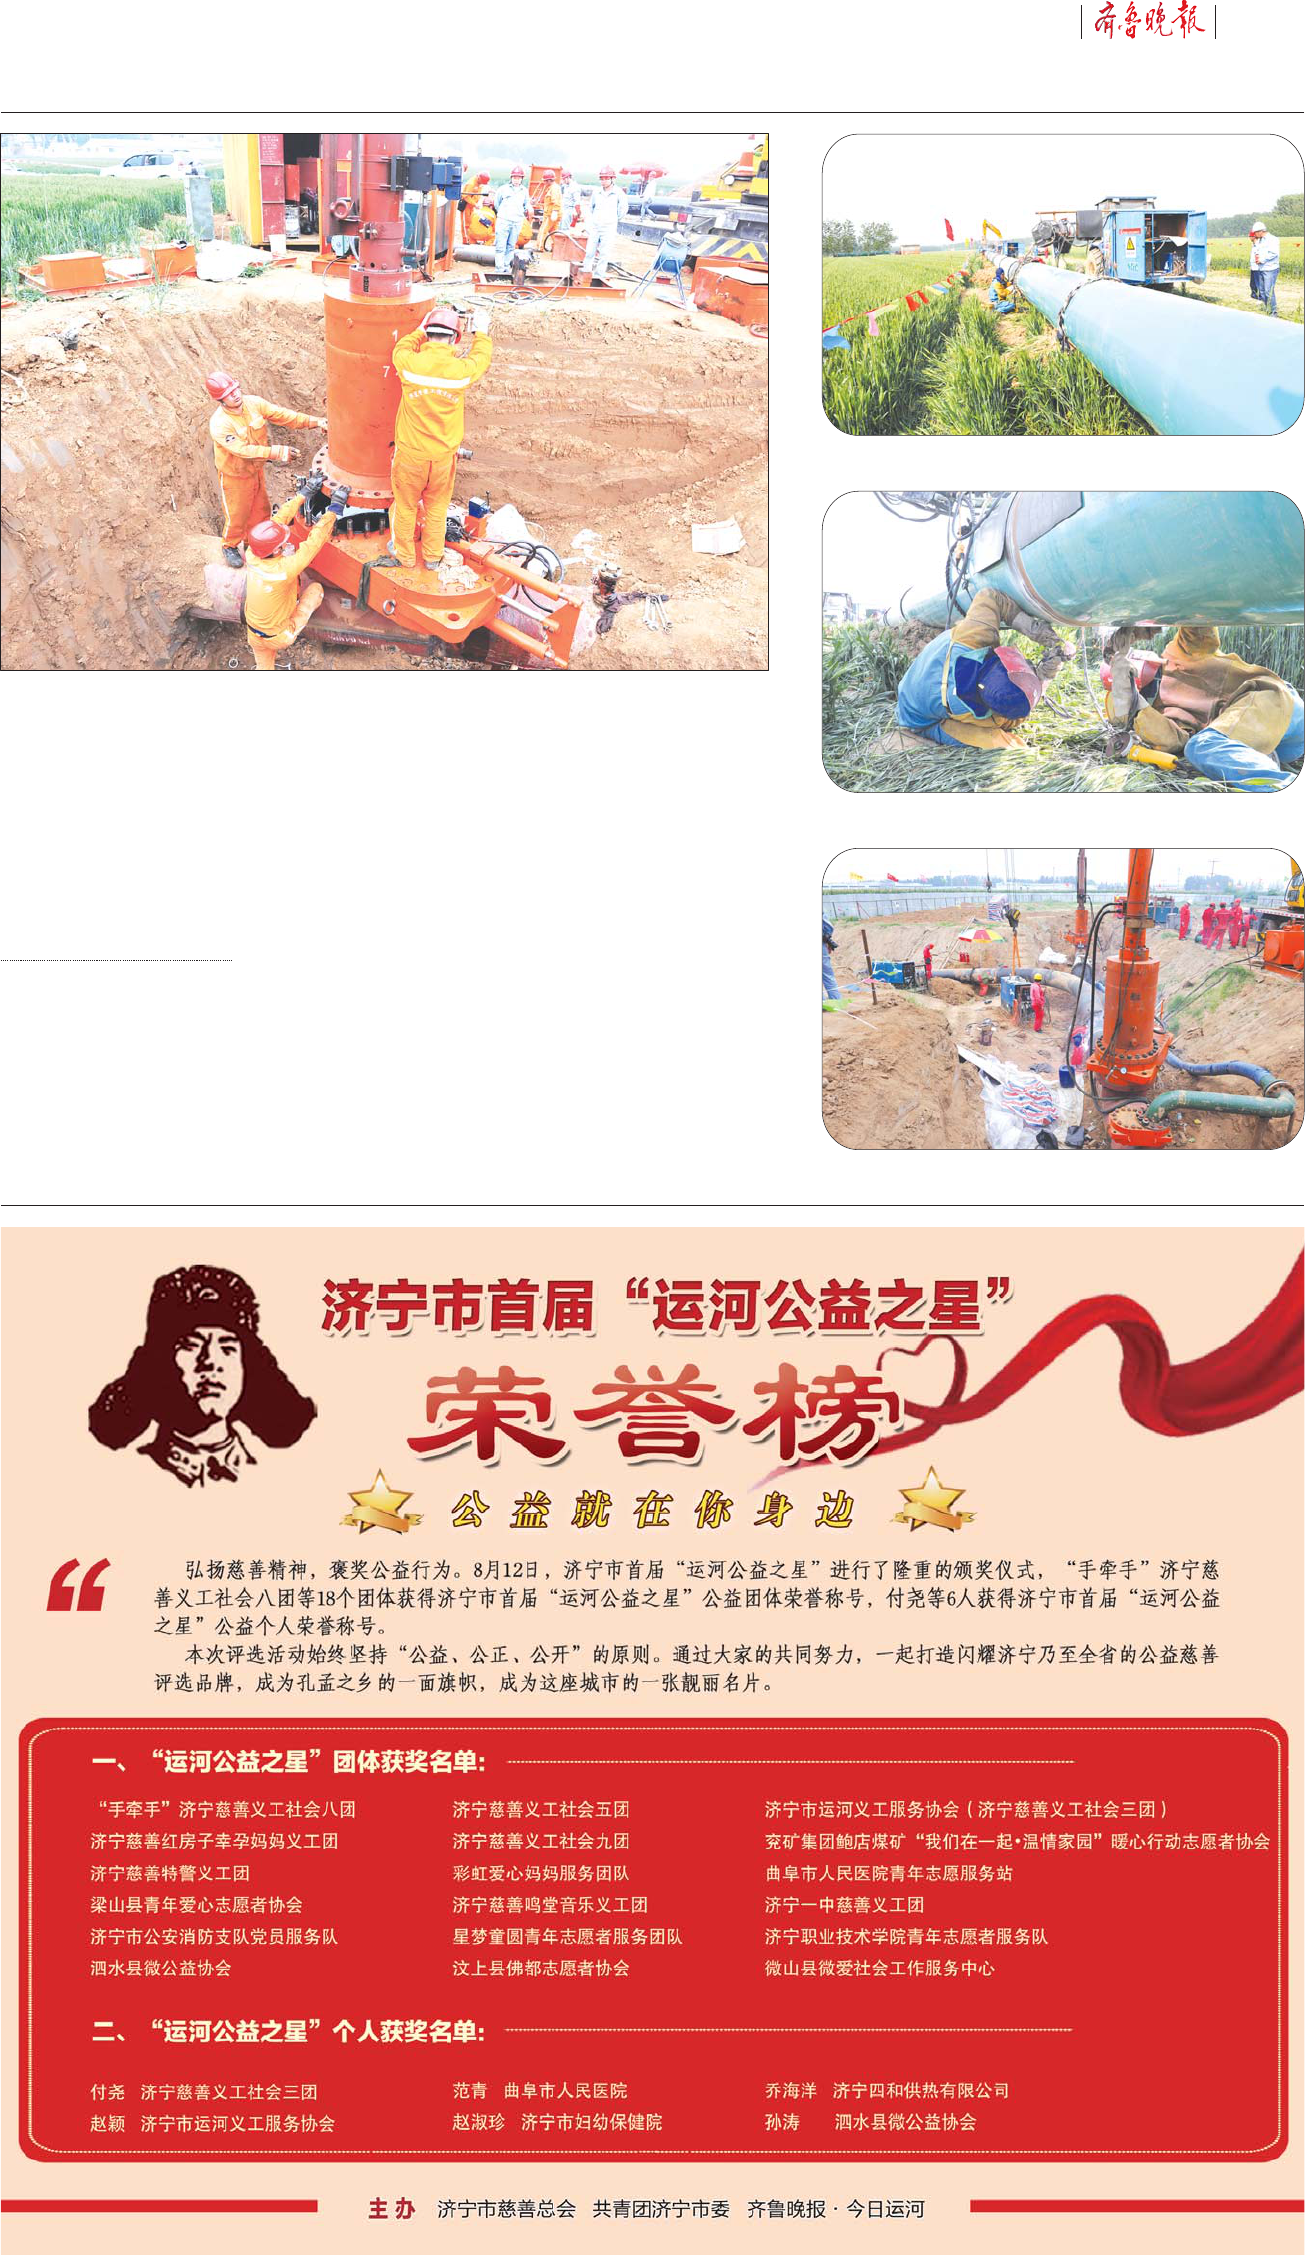 齐鲁晚报
1
1
7
济宁市首届“运河公益之星”
荣誉榜
公益就在你身边
弘扬慈善精神，褒奖公益行为。8月12日，济宁市首届“运河公益之星”进行了隆重的颁奖仪式，“手牵手”济宁慈
善义工社会八团等18个团体获得济宁市首届“运河公益之星”公益团体荣誉称号，付尧等6人获得济宁市首届“运河公益
之星”公益个人荣誉称号。
本次评选活动始终坚持“公益、公正、公开”的原则。通过大家的共同努力，一起打造闪耀济宁乃至全省的公益慈善
评选品牌，成为孔孟之乡的一面旗帜，成为这座城市的一张靓丽名片。
一、“运河公益之星”团体获奖名单：
“手牵手”济宁慈善义工社会八团 济宁慈善义工社会五团 济宁市运河义工服务协会（济宁慈善义工社会三团）
济宁慈善红房子幸孕妈妈义工团 济宁慈善义工社会九团 兖矿集团鲍店煤矿“我们在一起·温情家园”暖心行动志愿者协会
济宁慈善特警义工团 彩虹爱心妈妈服务团队 曲阜市人民医院青年志愿服务站
梁山县青年爱心志愿者协会 济宁慈善鸣堂音乐义工团 济宁一中慈善义工团
济宁市公安消防支队党员服务队 星梦童圆青年志愿者服务团队 济宁职业技术学院青年志愿者服务队
泗水县微公益协会 汶上县佛都志愿者协会 微山县微爱社会工作服务中心
二、“运河公益之星”个人获奖名单：
付尧 济宁慈善义工社会三团 范青 曲阜市人民医院 乔海洋 济宁四和供热有限公司
赵颖 济宁市运河义工服务协会 赵淑珍 济宁市妇幼保健院 孙涛 泗水县微公益协会
主办 济宁市慈善总会 共青团济宁市委 齐鲁晚报·今日运河